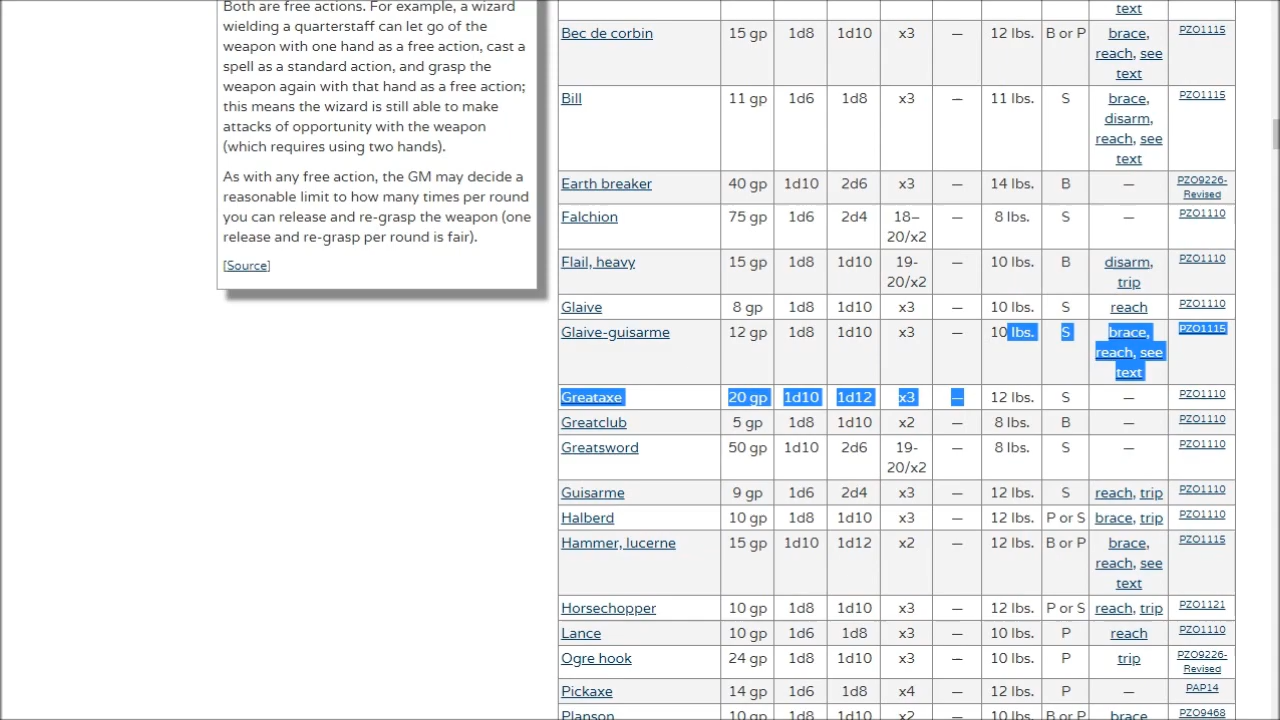 Both are free actions. For example, a wizard
wielding a quarterstaff can let go of the
weapon with one hand as a free action, cast a
spell as a standard action, and grasp the
weapon again with that hand as a free action;
this means the wizard is still able to make
attacks of opportunity with the weapon
(which requires using two hands).
As with any free action, the GM may decide a
reasonable limit to how many times per round
you can release and re-grasp the weapon (one
release and re-grasp per round is fair).
[Source]
text
Bec de corbin 15 gp 1d8 1d10 x3 — 12 lbs. B or P brace, PZO1115
reach, see
text
Bill 11 gp 1d6 1d8 x3 — 11 lbs. S brace, PZO1115
disarm,
reach, see
text
Earth breaker 40 gp 1d10 2d6 x3 — 14 lbs. B — PZO9226-
Revised
Falchion 75 gp 1d6 2d4 18– — 8 lbs. S — PZO1110
20/x2
Flail, heavy 15 gp 1d8 1d10 19- — 10 lbs. B disarm, PZO1110
20/x2 trip
Glaive 8 gp 1d8 1d10 x3 — 10 lbs. S reach PZO1110
Glaive-guisarme 12 gp 1d8 1d10 x3 — 10 lbs. S brace, PZO1115
reach, see
text
Greataxe 20 gp 1d10 1d12 x3 — 12 lbs. S — PZO1110
Greatclub 5 gp 1d8 1d10 x2 — 8 lbs. B — PZO1110
Greatsword 50 gp 1d10 2d6 19- — 8 lbs. S — PZO1110
20/x2
Guisarme 9 gp 1d6 2d4 x3 — 12 lbs. S reach, trip PZO1110
Halberd 10 gp 1d8 1d10 x3 — 12 lbs. P or S brace, trip PZO1110
Hammer, lucerne 15 gp 1d10 1d12 x2 — 12 lbs. B or P brace, PZO1115
reach, see
text
Horsechopper 10 gp 1d8 1d10 x3 — 12 lbs. P or S reach, trip PZO1121
Lance 10 gp 1d6 1d8 x3 — 10 lbs. P reach PZO1110
Ogre hook 24 gp 1d8 1d10 x3 — 10 lbs. P trip PZO9226-
Revised
Pickaxe 14 gp 1d6 1d8 x4 — 12 lbs. P — PAP14
Planson 10 gp 1d8 1d10 x2 — 10 lbs. B or P brace PZO9468